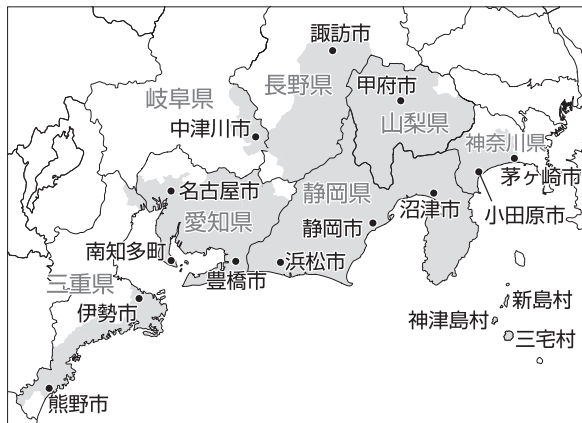 諏訪市
甲府市
長野県
岐阜県
山梨県
中津川市
神奈川県
茅ヶ崎市
名古屋市
静岡県
沼津市
小田原市
愛知県
静岡市
南知多町
豊橋市
浜松市
三重県
伊勢市
新島村
神津島村
三宅村
熊野市